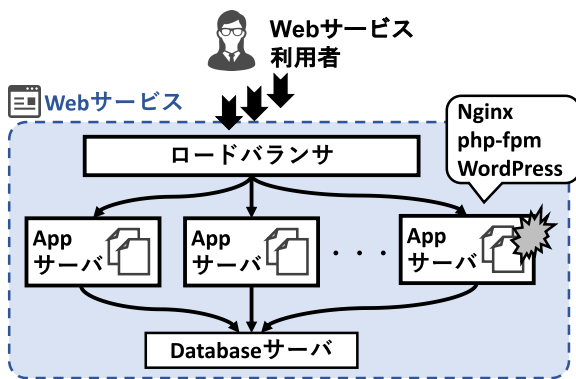 Webサービス
利用者
Webサービス
Nginx
php-fpm
WordPress
ロードバランサ
App
サーバ
App
サーバ
・・・
App
サーバ
Databaseサーバ